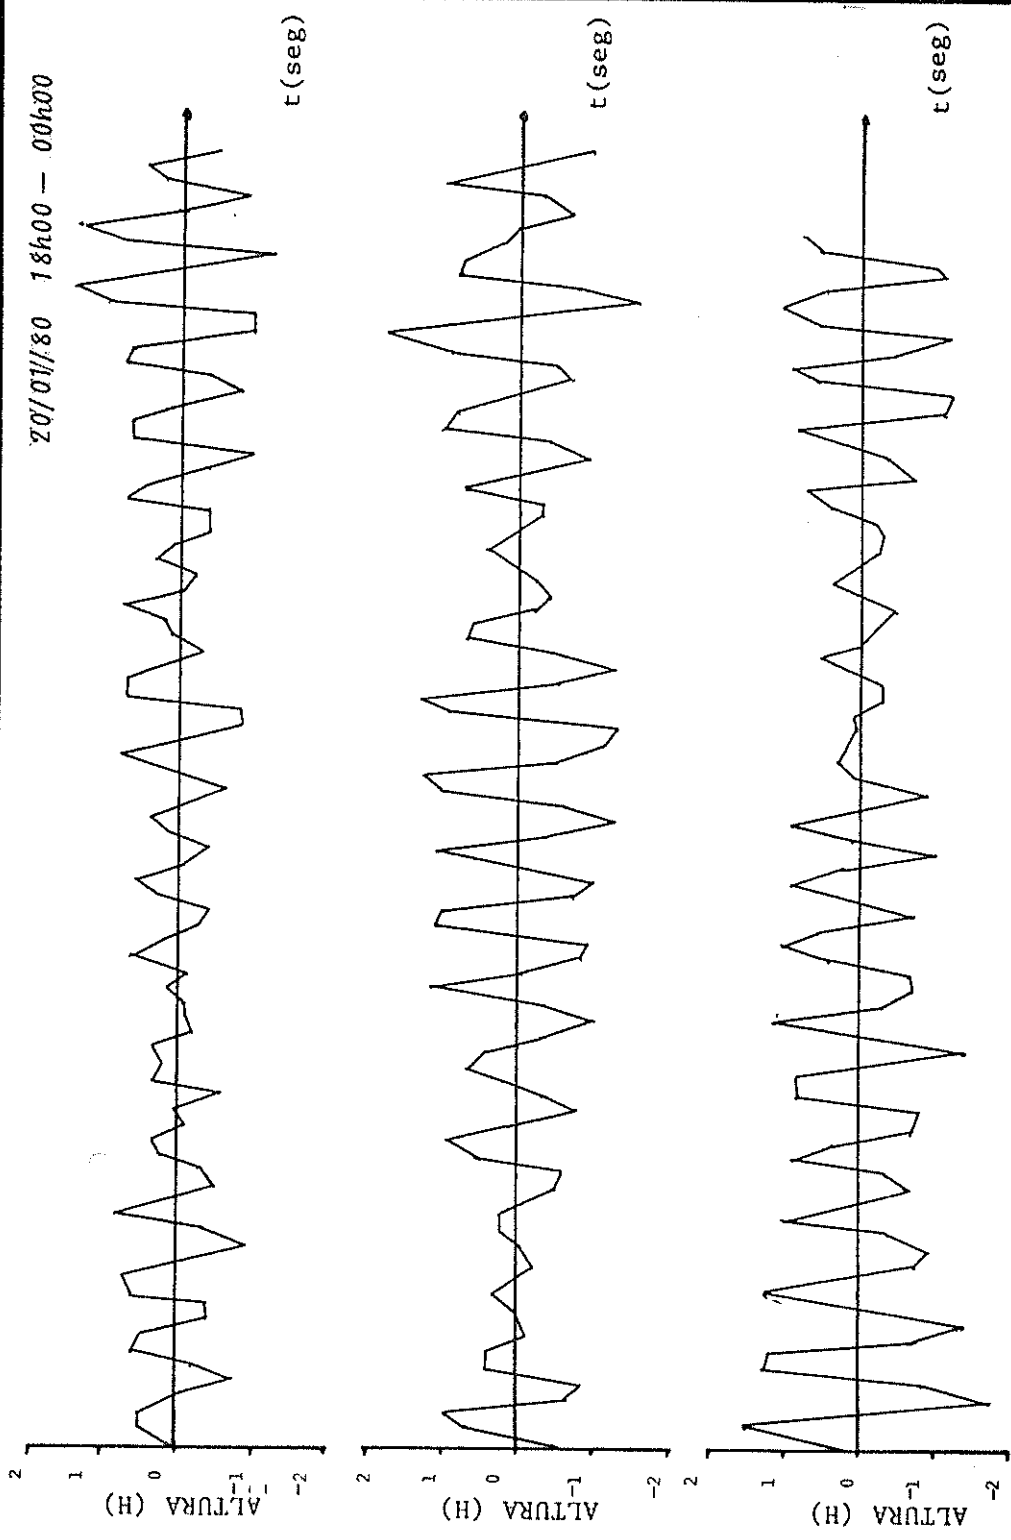 20/01//80 18h00 — 00h00
2
1
0
-1
-2
ALTURA (H)
t(seg)
2
1
0
-1
-2
ALTURA (H)
t(seg)
2
1
0
-1
-2
ALTURA (H)
t(seg)